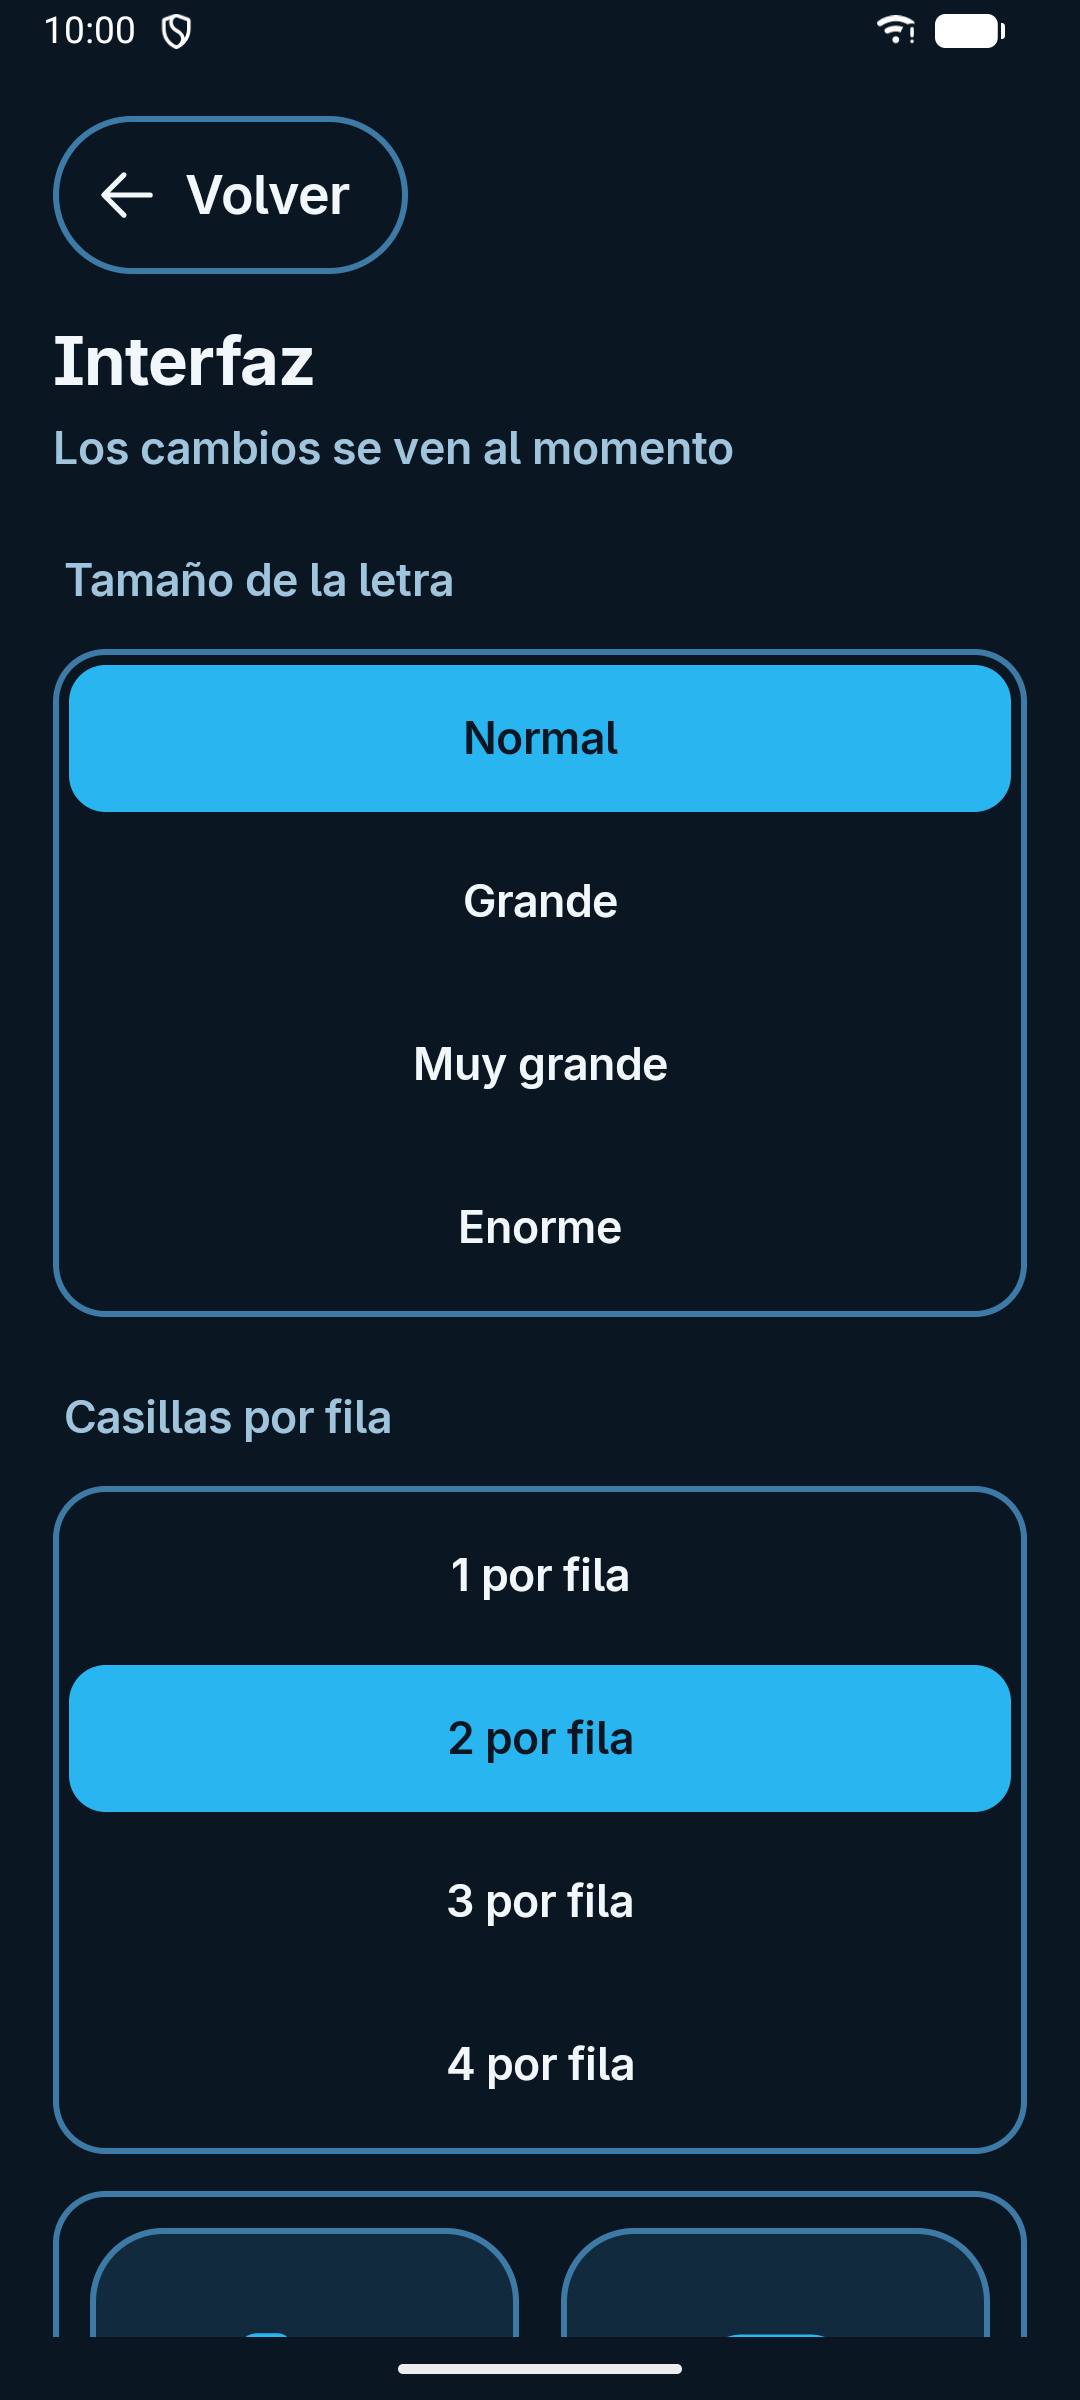 10:00
Volver
Interfaz
Los cambios se ven al momento
Tamaño de la letra
Normal
Grande
Muy grande
Enorme
Casillas por fila
1 por fila
2 por fila
3 por fila
4 por fila